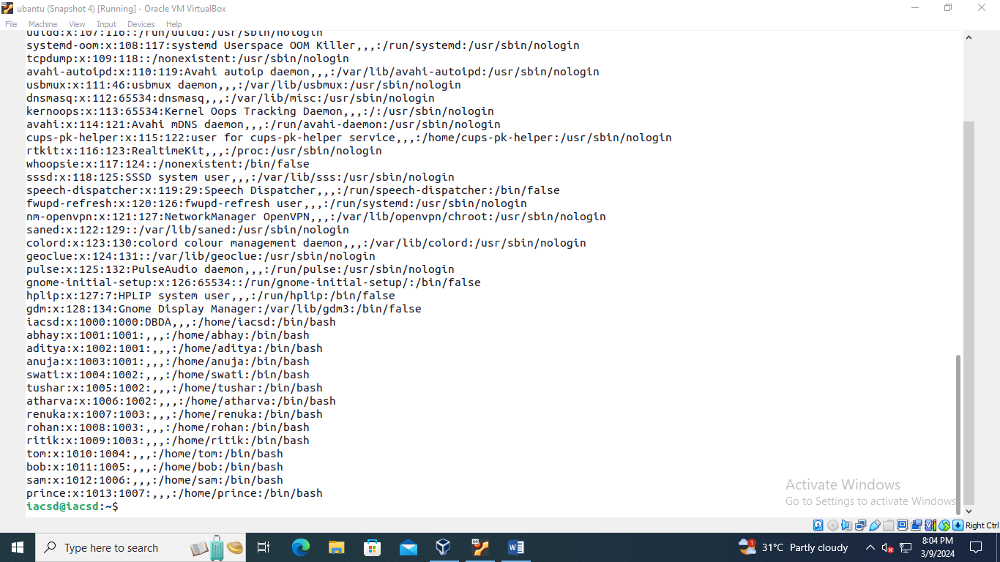 ubantu (Snapshot 4) [Running] - Oracle VM VirtualBox
File Machine View Input Devices Help
uuidd:x:107:116::/run/uuidd:/usr/sbin/nologin
systemd-oom:x:108:117:systemd Userspace OOM Killer,,,:/run/systemd:/usr/sbin/nologin
tcpdump:x:109:118::/nonexistent:/usr/sbin/nologin
avahi-autoipd:x:110:119:Avahi autoip daemon,,,:/var/lib/avahi-autoipd:/usr/sbin/nologin
usbmux:x:111:46:usbmux daemon,,,:/var/lib/usbmux:/usr/sbin/nologin
dnsmasq:x:112:65534:dnsmasq,,,:/var/lib/misc:/usr/sbin/nologin
kernoops:x:113:65534:Kernel Oops Tracking Daemon,,,:/:/usr/sbin/nologin
avahi:x:114:121:Avahi mDNS daemon,,,:/run/avahi-daemon:/usr/sbin/nologin
cups-pk-helper:x:115:122:user for cups-pk-helper service,,,:/home/cups-pk-helper:/usr/sbin/nologin
rtkit:x:116:123:RealtimeKit,,,:/proc:/usr/sbin/nologin
whoopsie:x:117:124::/nonexistent:/bin/false
sssd:x:118:125:SSSD system user,,,:/var/lib/sss:/usr/sbin/nologin
speech-dispatcher:x:119:29:Speech Dispatcher,,,:/run/speech-dispatcher:/bin/false
fwupd-refresh:x:120:126:fwupd-refresh user,,,:/run/systemd:/usr/sbin/nologin
nm-openvpn:x:121:127:NetworkManager OpenVPN,,,:/var/lib/openvpn/chroot:/usr/sbin/nologin
saned:x:122:129::/var/lib/saned:/usr/sbin/nologin
colord:x:123:130:colord colour management daemon,,,:/var/lib/colord:/usr/sbin/nologin
geoclue:x:124:131::/var/lib/geoclue:/usr/sbin/nologin
pulse:x:125:132:PulseAudio daemon,,,:/run/pulse:/usr/sbin/nologin
gnome-initial-setup:x:126:65534::/run/gnome-initial-setup/:/bin/false
hplip:x:127:7:HPLIP system user,,,:/run/hplip:/bin/false
gdm:x:128:134:Gnome Display Manager:/var/lib/gdm3:/bin/false
iacsd:x:1000:1000:DBDA,,,:/home/iacsd:/bin/bash
abhay:x:1001:1001:,,,:/home/abhay:/bin/bash
aditya:x:1002:1001:,,,:/home/aditya:/bin/bash
anuja:x:1003:1001:,,,:/home/anuja:/bin/bash
swati:x:1004:1002:,,,:/home/swati:/bin/bash
tushar:x:1005:1002:,,,:/home/tushar:/bin/bash
atharva:x:1006:1002:,,,:/home/atharva:/bin/bash
renuka:x:1007:1003:,,,:/home/renuka:/bin/bash
rohan:x:1008:1003:,,,:/home/rohan:/bin/bash
ritik:x:1009:1003:,,,:/home/ritik:/bin/bash
tom:x:1010:1004:,,,:/home/tom:/bin/bash
bob:x:1011:1005:,,,:/home/bob:/bin/bash
sam:x:1012:1006:,,,:/home/sam:/bin/bash
prince:x:1013:1007:,,,:/home/prince:/bin/bash
iacsd@iacsd:~$
Activate Windows
Go to Settings to activate Windows
Right Ctrl
Type here to search
1
64
31°C Partly cloudy
8:04 PM
3/9/2024